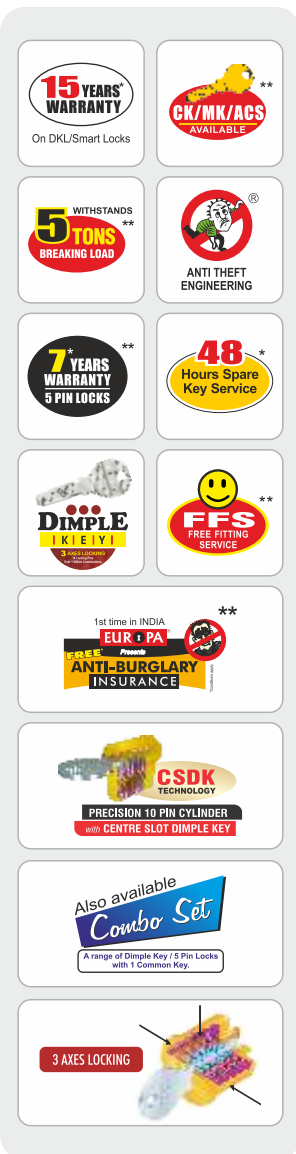 15 YEARS*
WARRANTY
On DKL/Smart Locks
**
CK/MK/ACS
AVAILABLE
WITHSTANDS
5 TONS **
BREAKING LOAD
®
ANTI THEFT
ENGINEERING
7* YEARS **
WARRANTY
5 PIN LOCKS
48 *
Hours Spare
Key Service
DIMPLE
KEY
3 AXES LOCKING
**
FFS
FREE FITTING
SERVICE
**
1st time in INDIA
EUROPA®
FREE* Presents
ANTI-BURGLARY
INSURANCE
*Conditions apply
CSDK
TECHNOLOGY
PRECISION 10 PIN CYLINDER
with CENTRE SLOT DIMPLE KEY
Also available
Combo Set
A range of Dimple Key / 5 Pin Locks
with 1 Common Key.
3 AXES LOCKING